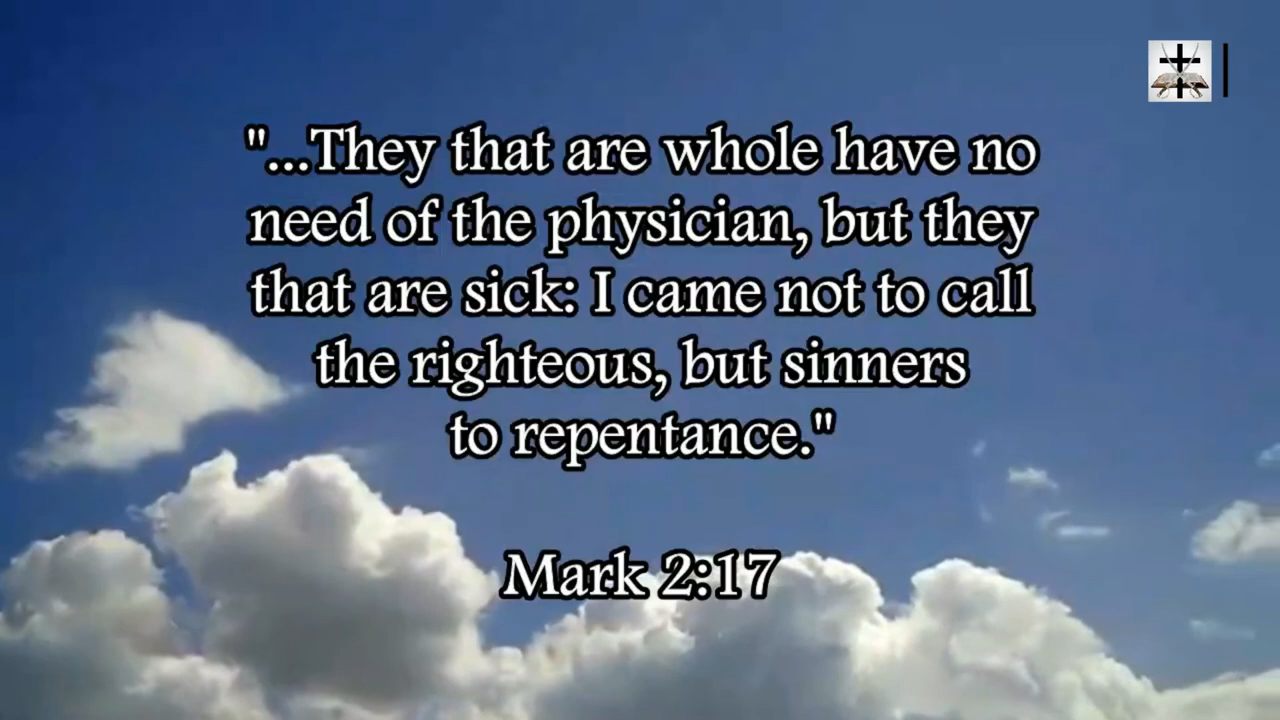 "...They that are whole have no
need of the physician, but they
that are sick: I came not to call
the righteous, but sinners
to repentance."
Mark 2:17